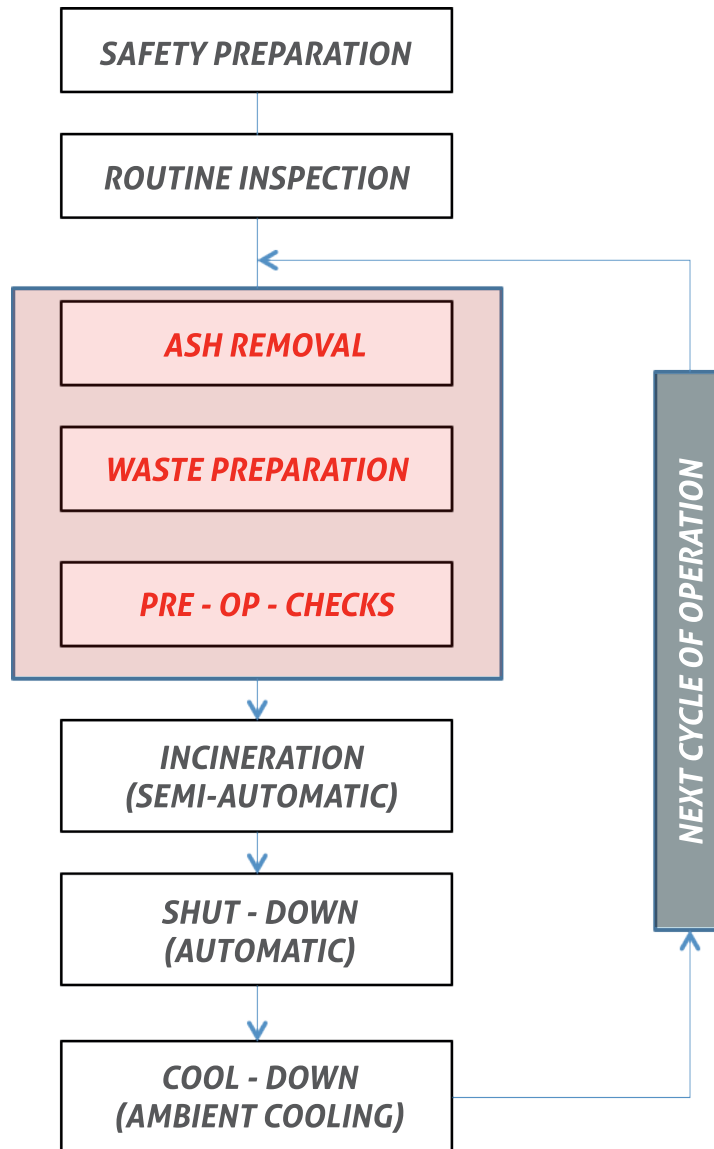 SAFETY PREPARATION
ROUTINE INSPECTION
ASH REMOVAL
WASTE PREPARATION
PRE - OP - CHECKS
INCINERATION
(SEMI-AUTOMATIC)
SHUT - DOWN
(AUTOMATIC)
COOL - DOWN
(AMBIENT COOLING)
NEXT CYCLE OF OPERATION